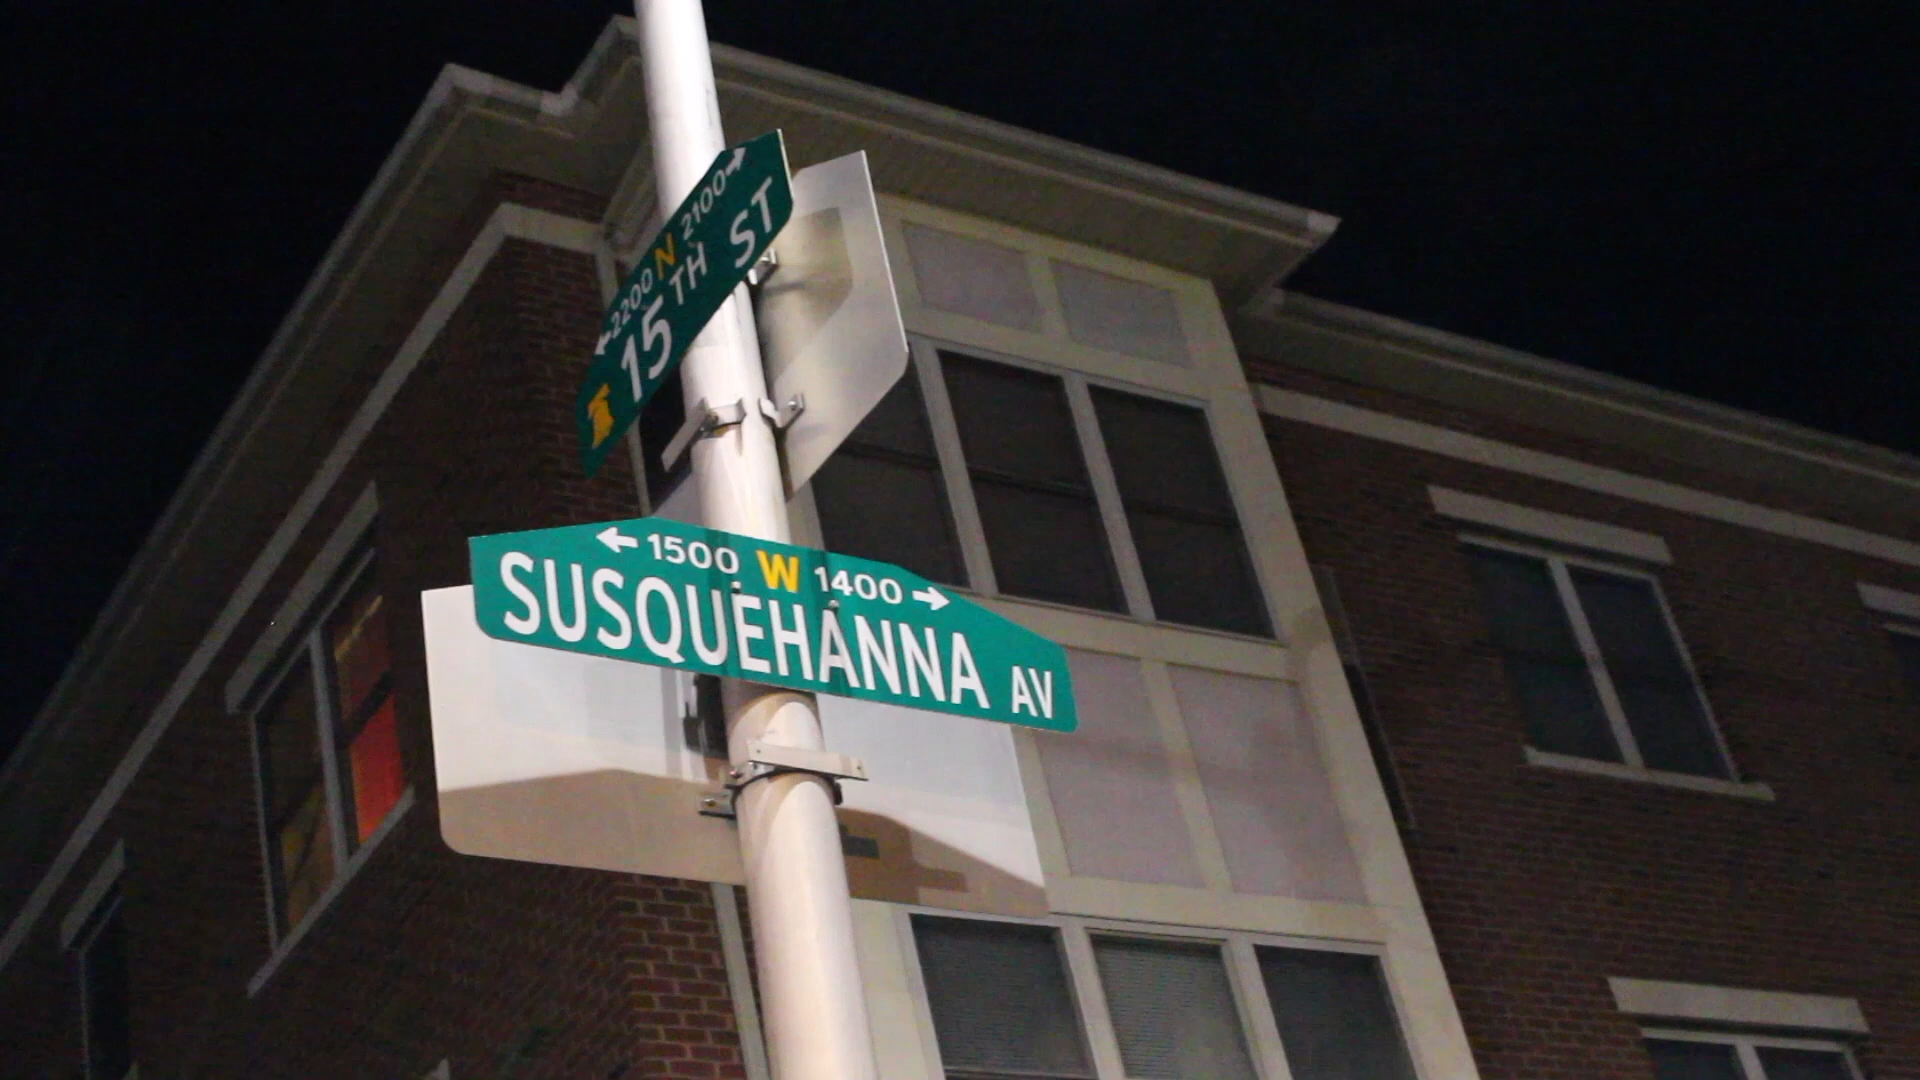 ← 2200 N 2100 →
15TH ST
← 1500 W 1400 →
SUSQUEHANNA AV